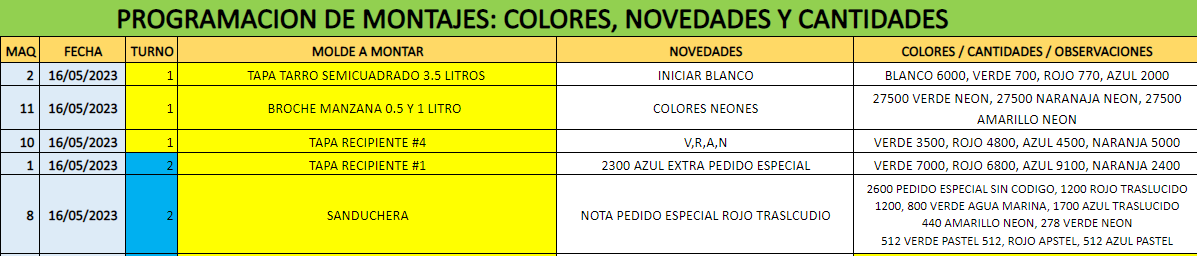 PROGRAMACION DE MONTAJES: COLORES, NOVEDADES Y CANTIDADES
MAQ FECHA TURNO MOLDE A MONTAR NOVEDADES COLORES / CANTIDADES / OBSERVACIONES
2 16/05/2023 1 TAPA TARRO SEMICUADRADO 3.5 LITROS INICIAR BLANCO BLANCO 6000, VERDE 700, ROJO 770, AZUL 2000
11 16/05/2023 1 BROCHE MANZANA 0.5 Y 1 LITRO COLORES NEONES 27500 VERDE NEON, 27500 NARANAJA NEON, 27500
AMARILLO NEON
10 16/05/2023 1 TAPA RECIPIENTE #4 V,R,A,N VERDE 3500, ROJO 4800, AZUL 4500, NARANJA 5000
1 16/05/2023 2 TAPA RECIPIENTE #1 2300 AZUL EXTRA PEDIDO ESPECIAL VERDE 7000, ROJO 6800, AZUL 9100, NARANJA 2400
8 16/05/2023 2 SANDUCHERA NOTA PEDIDO ESPECIAL ROJO TRASLCUDIO 2600 PEDIDO ESPECIAL SIN CODIGO, 1200 ROJO TRASLUCIDO
1200, 800 VERDE AGUA MARINA, 1700 AZUL TRASLUCIDO
440 AMARILLO NEON, 278 VERDE NEON
512 VERDE PASTEL 512, ROJO APSTEL, 512 AZUL PASTEL